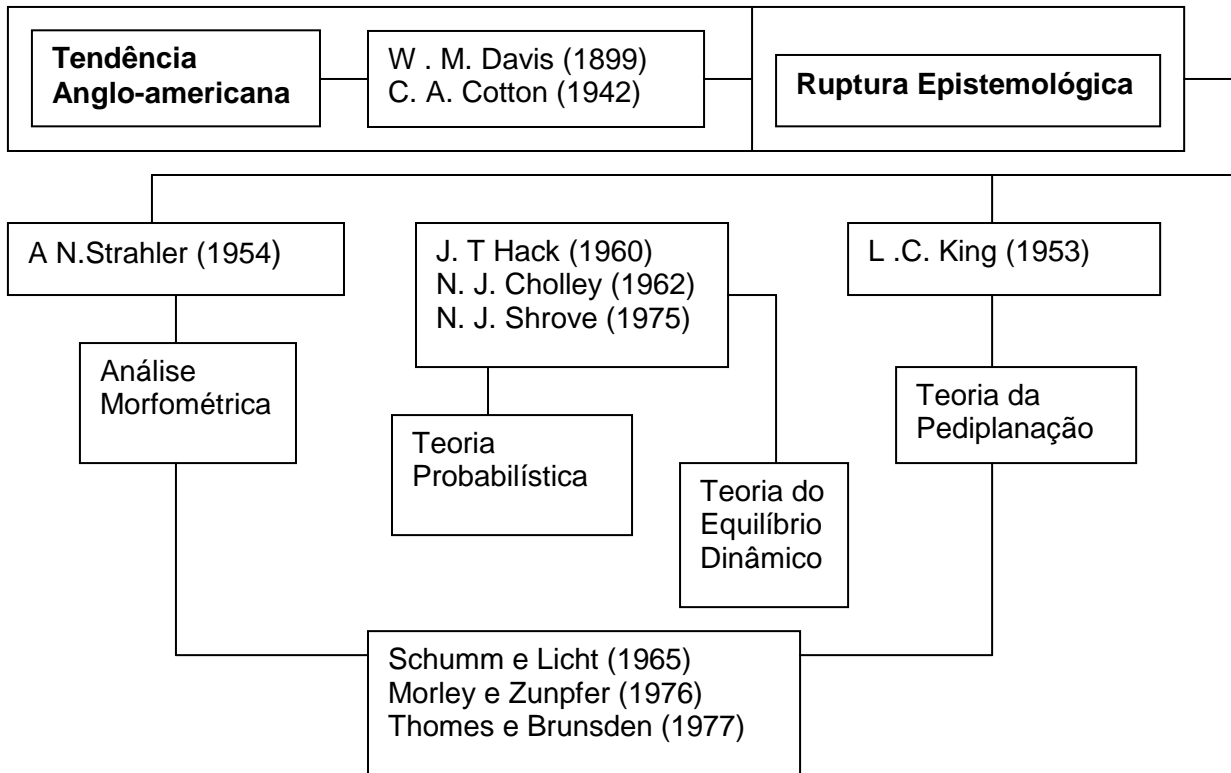 Tendência
Anglo-americana
W . M. Davis (1899)
C. A. Cotton (1942)
Ruptura Epistemológica
A N.Strahler (1954)
J. T Hack (1960)
N. J. Cholley (1962)
N. J. Shrove (1975)
L .C. King (1953)
Análise
Morfométrica
Teoria
Probabilística
Teoria do
Equilíbrio
Dinâmico
Teoria da
Pediplanação
Schumm e Licht (1965)
Morley e Zunpfer (1976)
Thomes e Brunsden (1977)